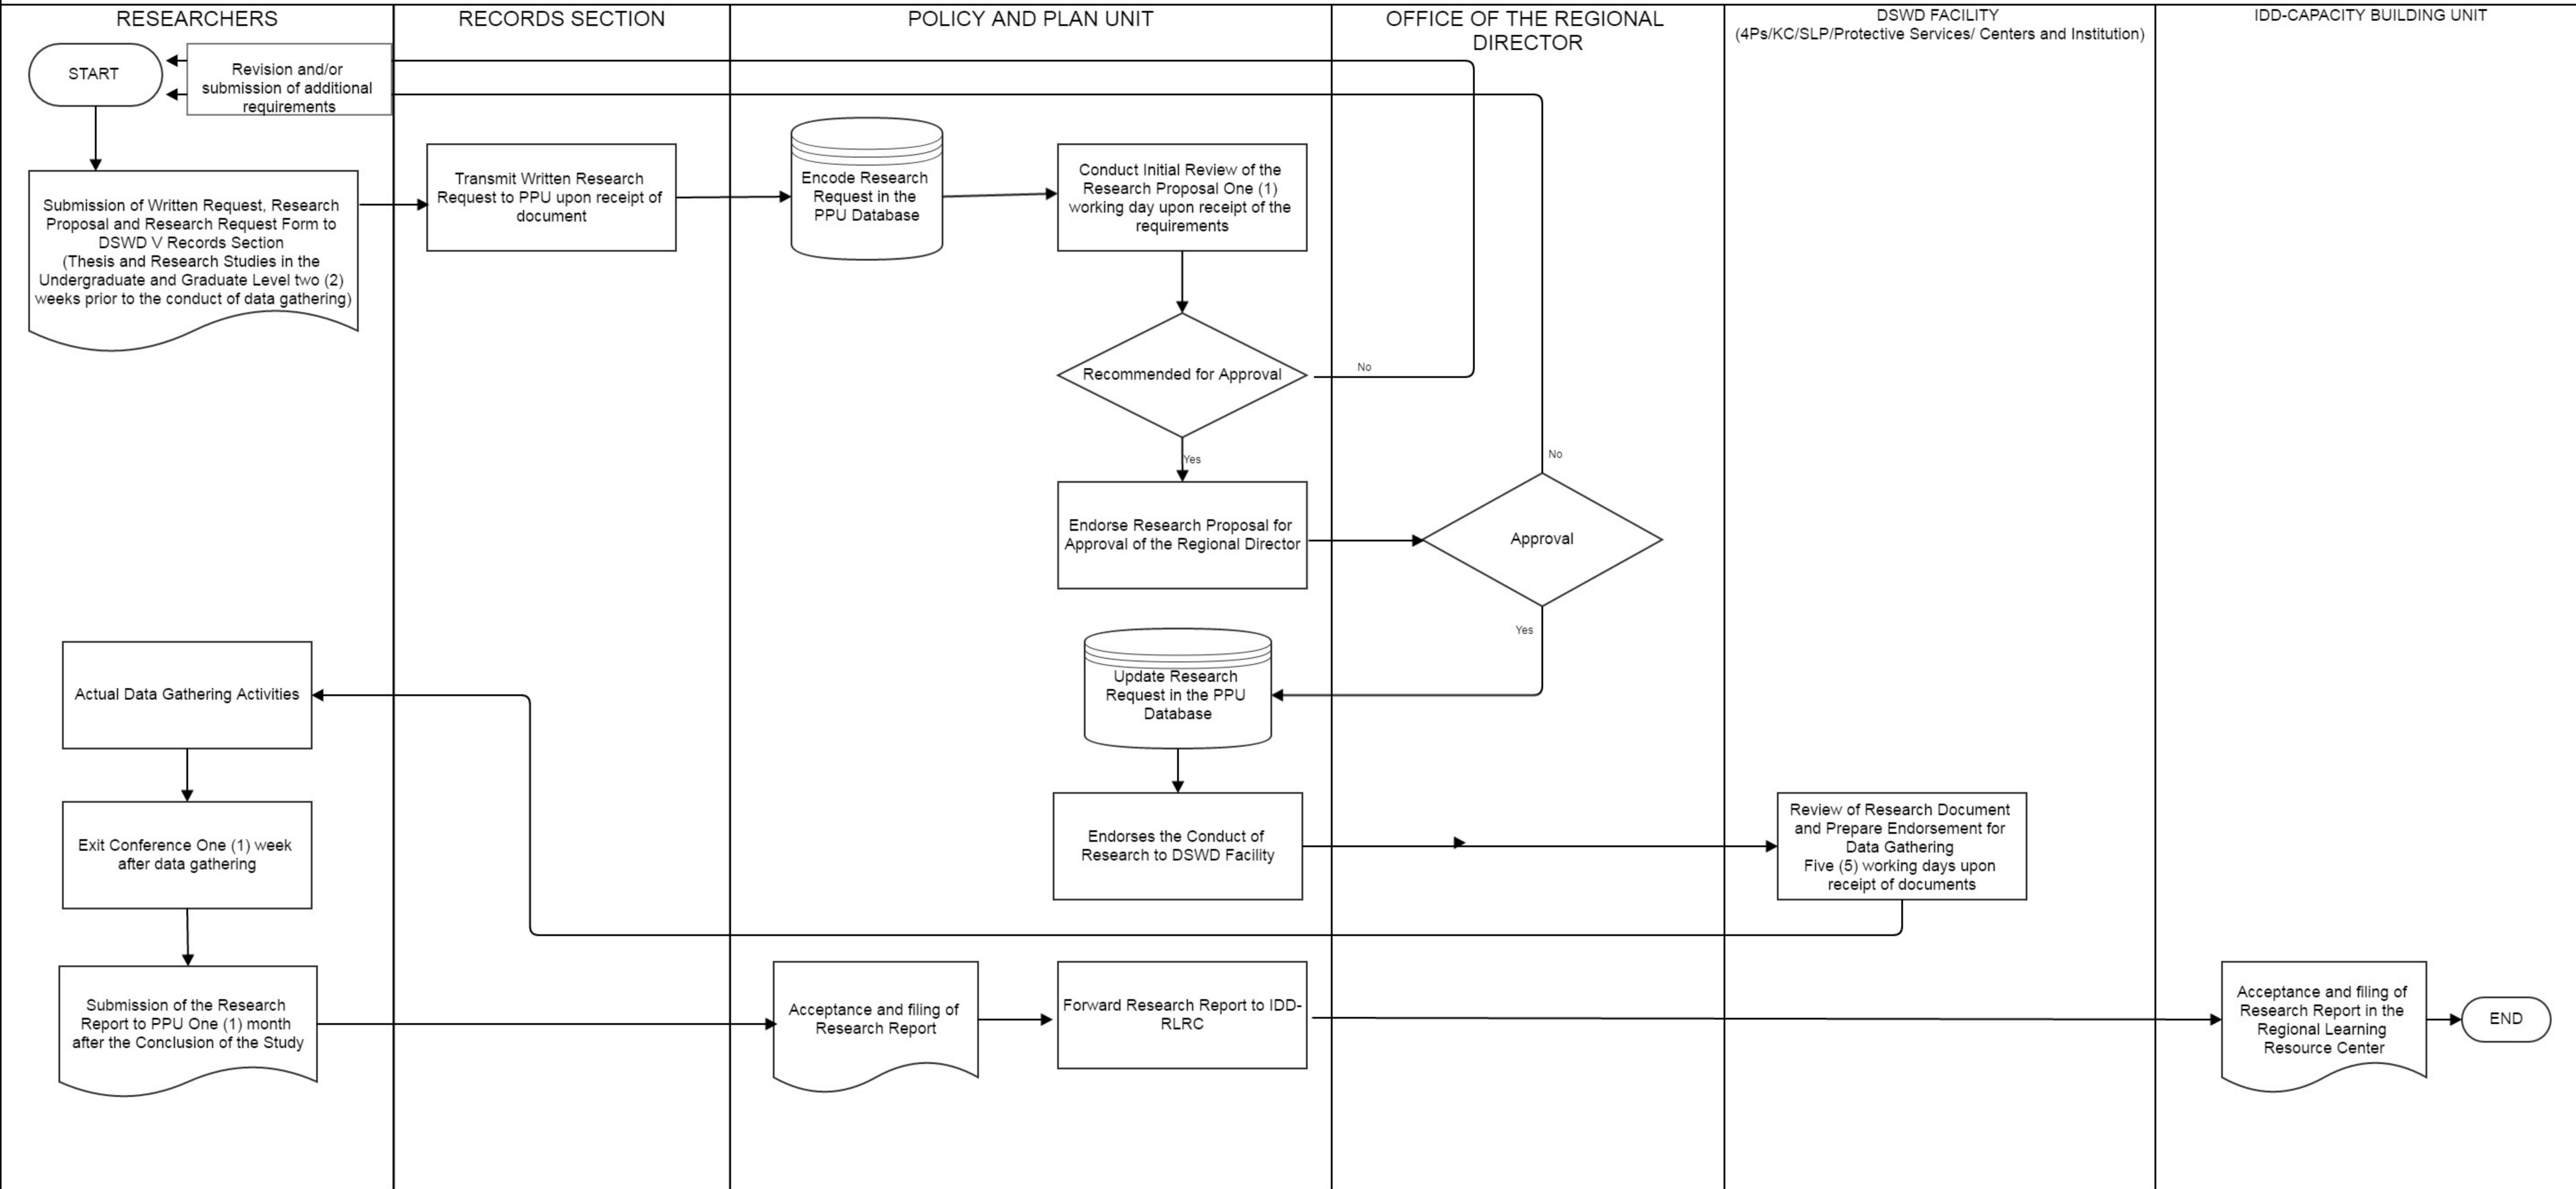 RESEARCHERS
RECORDS SECTION
POLICY AND PLAN UNIT
OFFICE OF THE REGIONAL
DIRECTOR
DSWD FACILITY
(4Ps/KC/SLP/Protective Services/ Centers and Institution)
IDD-CAPACITY BUILDING UNIT
START
Revision and/or
submission of additional
requirements
Submission of Written Request, Research
Proposal and Research Request Form to
DSWD V Records Section
(Thesis and Research Studies in the
Undergraduate and Graduate Level two (2)
weeks prior to the conduct of data gathering)
Transmit Written Research
Request to PPU upon receipt of
document
Encode Research
Request in the
PPU Database
Conduct Initial Review of the
Research Proposal One (1)
working day upon receipt of the
requirements
Recommended for Approval
No
Yes
Endorse Research Proposal for
Approval of the Regional Director
No
Approval
Yes
Update Research
Request in the PPU
Database
Endorses the Conduct of
Research to DSWD Facility
Review of Research Document
and Prepare Endorsement for
Data Gathering
Five (5) working days upon
receipt of documents
Actual Data Gathering Activities
Exit Conference One (1) week
after data gathering
Submission of the Research
Report to PPU One (1) month
after the Conclusion of the Study
Acceptance and filing of
Research Report
Forward Research Report to IDD-
RLRC
Acceptance and filing of
Research Report in the
Regional Learning
Resource Center
END